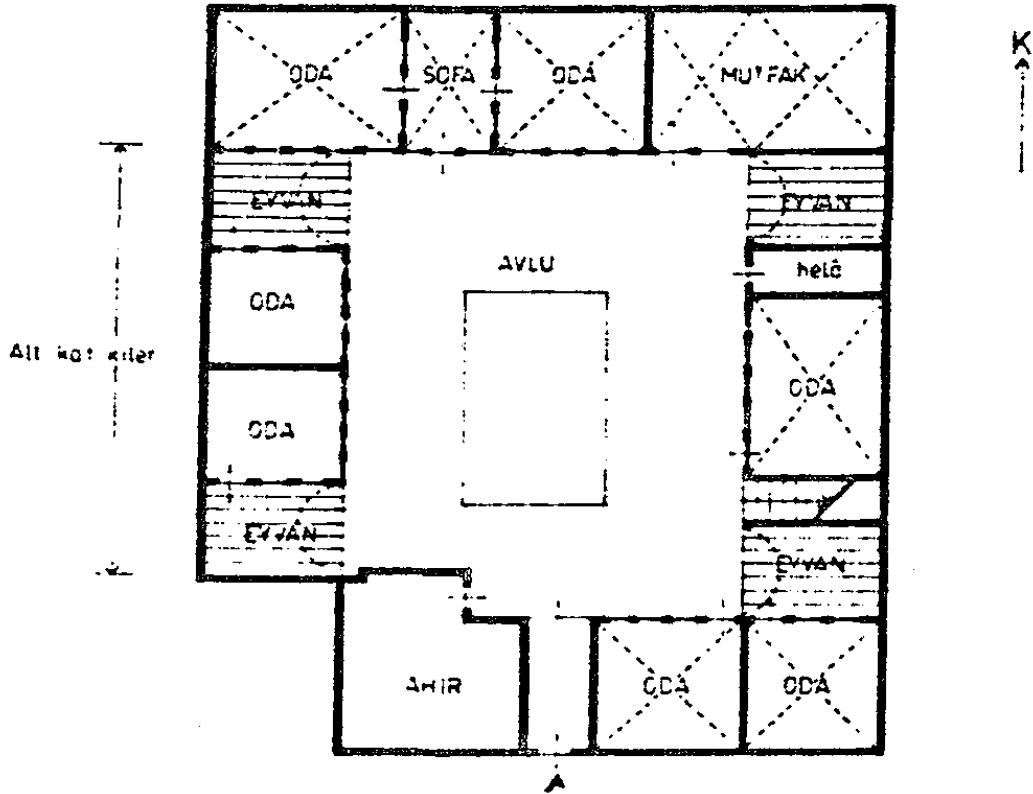 ODA SOFA ODA MUTFAK
K
EYVAN EYVAN
AVLU helâ
ODA
Alt kat kiler ODA
ODA
EYVAN EYVAN
AHIR ODA ODA
A